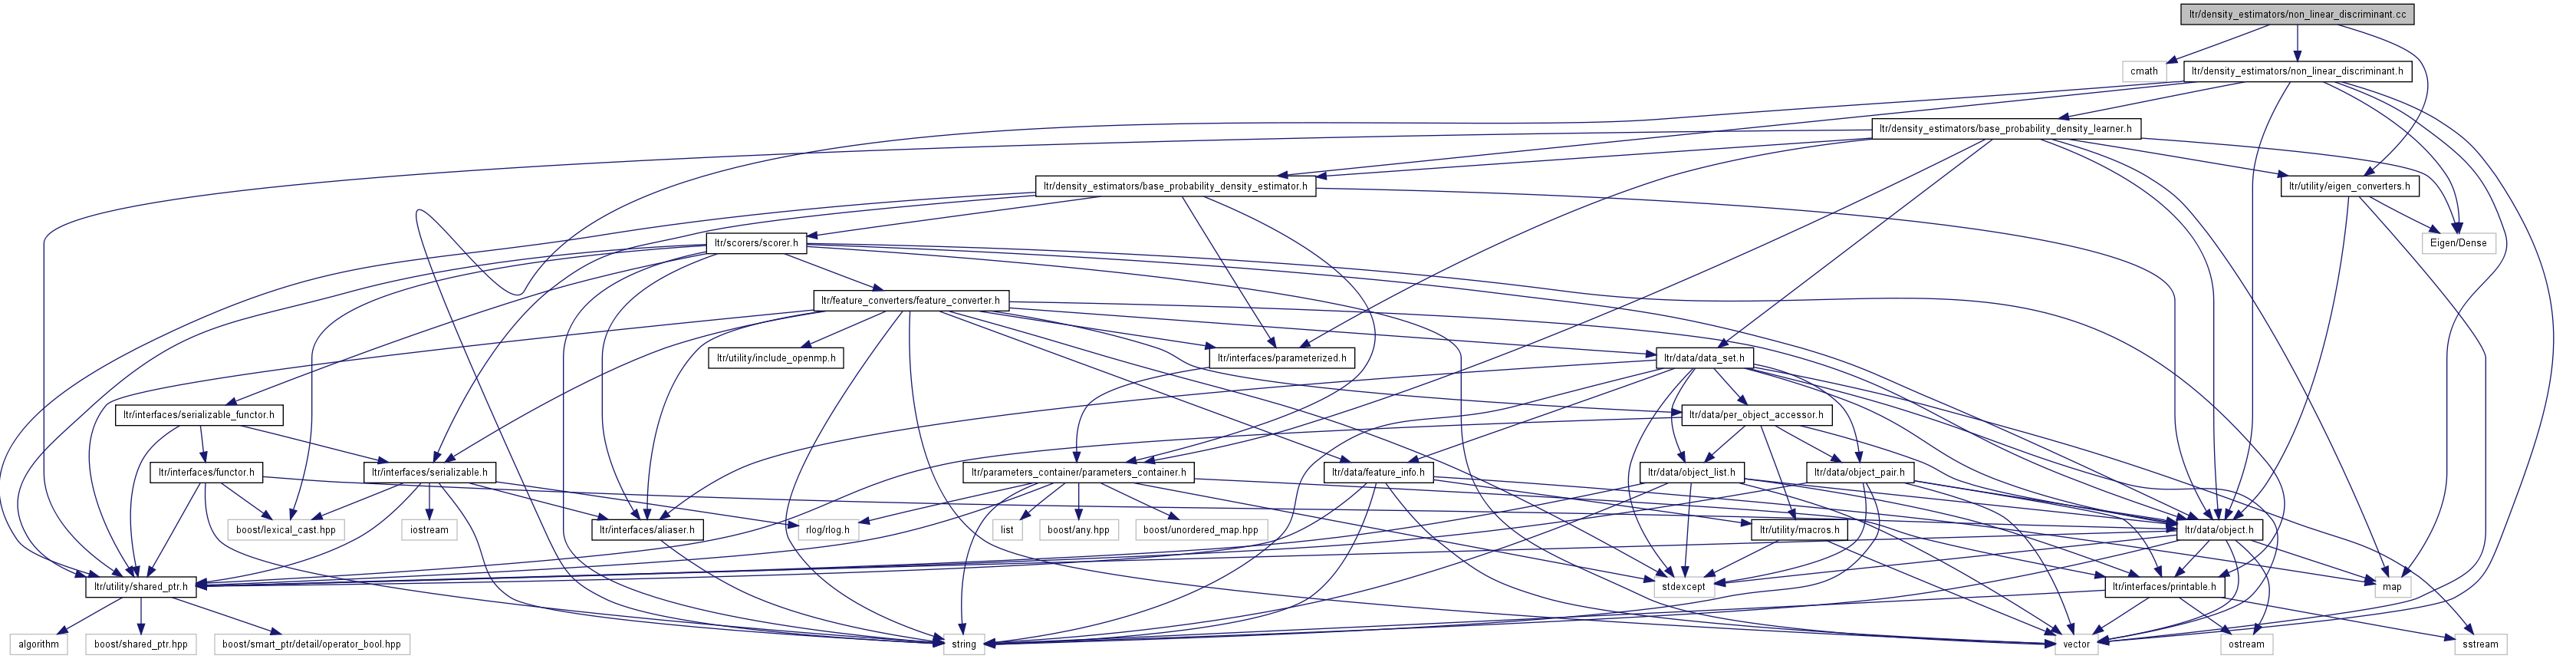 ltr/density_estimators/non_linear_discriminant.cc
cmath
ltr/density_estimators/non_linear_discriminant.h
ltr/density_estimators/base_probability_density_learner.h
ltr/density_estimators/base_probability_density_estimator.h
ltr/utility/eigen_converters.h
ltr/scorers/scorer.h
Eigen/Dense
ltr/feature_converters/feature_converter.h
ltr/utility/include_openmp.h
ltr/interfaces/parameterized.h
ltr/data/data_set.h
ltr/interfaces/serializable_functor.h
ltr/data/per_object_accessor.h
ltr/interfaces/functor.h
ltr/interfaces/serializable.h
ltr/parameters_container/parameters_container.h
ltr/data/feature_info.h
ltr/data/object_list.h
ltr/data/object_pair.h
boost/lexical_cast.hpp
iostream
ltr/interfaces/aliaser.h
rlog/rlog.h
list
boost/any.hpp
boost/unordered_map.hpp
ltr/utility/macros.h
ltr/data/object.h
ltr/utility/shared_ptr.h
stdexcept
ltr/interfaces/printable.h
map
algorithm
boost/shared_ptr.hpp
boost/smart_ptr/detail/operator_bool.hpp
string
vector
ostream
sstream